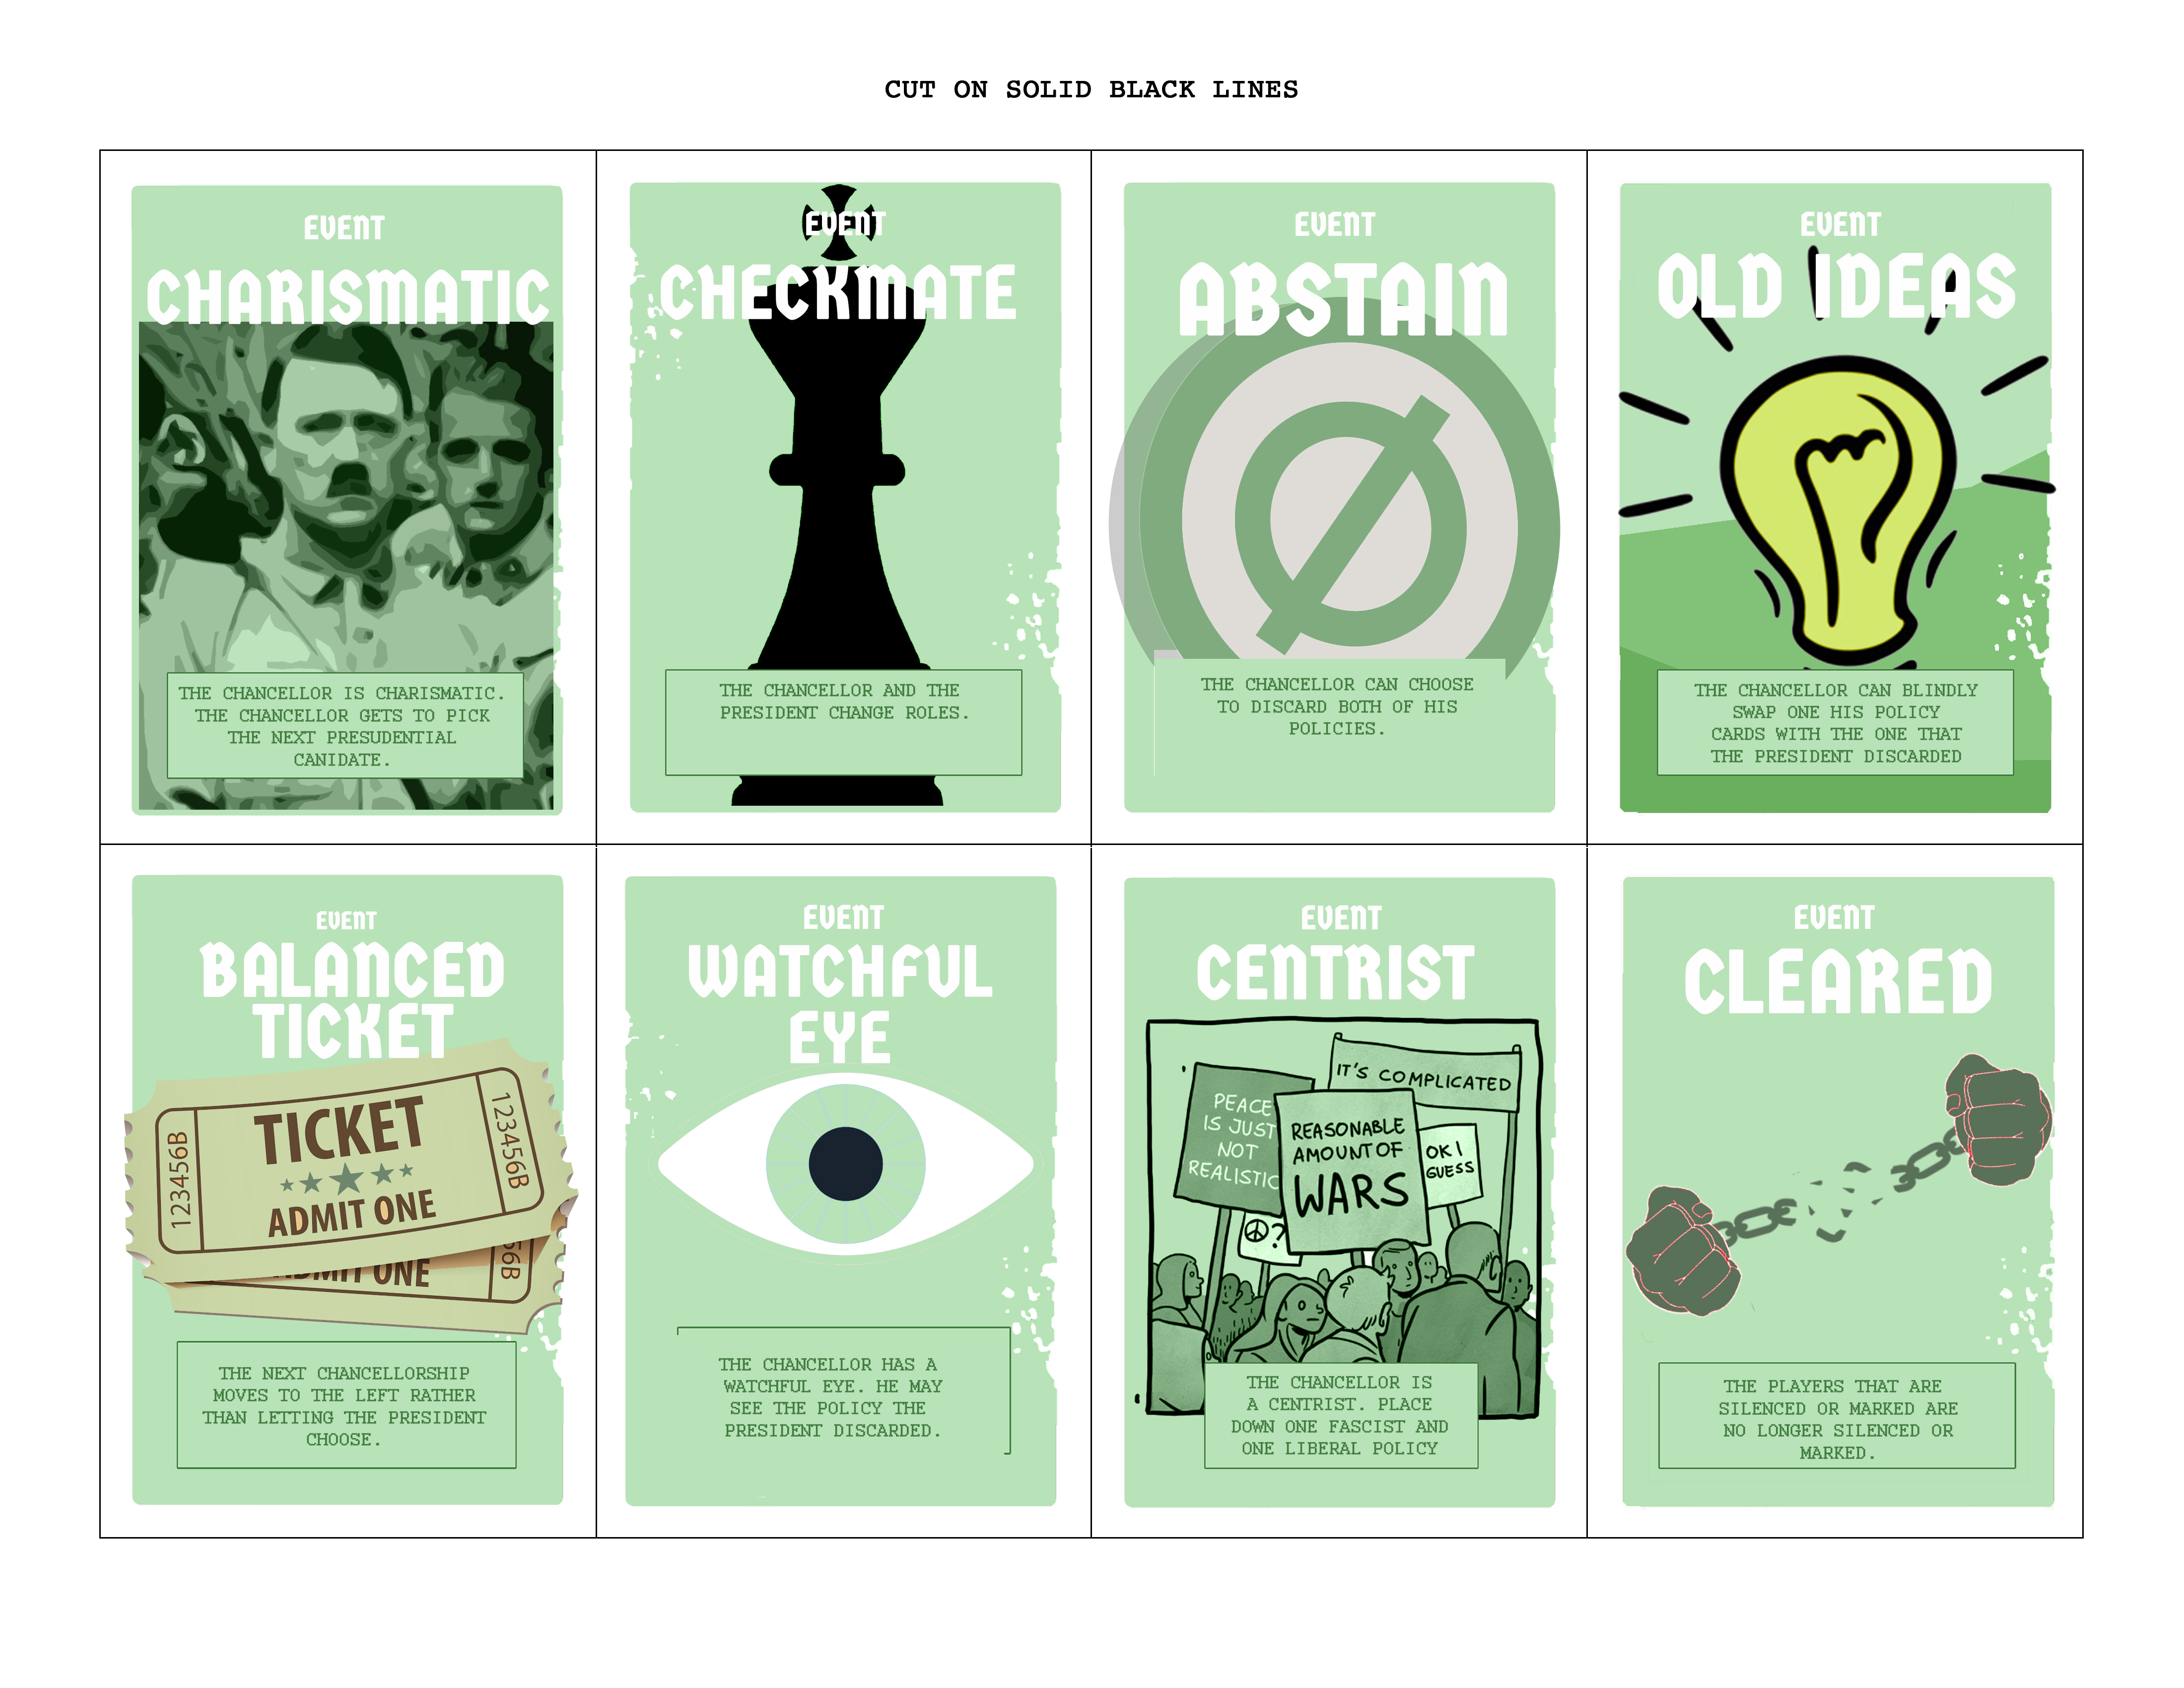 CUT ON SOLID BLACK LINES
EVENT
CHARISMATIC
THE CHANCELLOR IS CHARISMATIC.
THE CHANCELLOR GETS TO PICK
THE NEXT PRESUDENTIAL
CANIDATE.
EVENT
CHECKMATE
THE CHANCELLOR AND THE
PRESIDENT CHANGE ROLES.
EVENT
ABSTAIN
THE CHANCELLOR CAN CHOOSE
TO DISCARD BOTH OF HIS
POLICIES.
EVENT
OLD IDEAS
THE CHANCELLOR CAN BLINDLY
SWAP ONE HIS POLICY
CARDS WITH THE ONE THAT
THE PRESIDENT DISCARDED
EVENT
BALANCED
TICKET
123456B
TICKET
ADMIT ONE
123456B
ADMIT ONE
56B
THE NEXT CHANCELLORSHIP
MOVES TO THE LEFT RATHER
THAN LETTING THE PRESIDENT
CHOOSE.
EVENT
WATCHFUL
EYE
THE CHANCELLOR HAS A
WATCHFUL EYE. HE MAY
SEE THE POLICY THE
PRESIDENT DISCARDED.
EVENT
CENTRIST
IT'S COMPLICATED
PEACE
IS JUST
NOT
REALISTIC
REASONABLE
AMOUNT OF
WARS
OK I
GUESS
?
THE CHANCELLOR IS
A CENTRIST. PLACE
DOWN ONE FASCIST AND
ONE LIBERAL POLICY
EVENT
CLEARED
THE PLAYERS THAT ARE
SILENCED OR MARKED ARE
NO LONGER SILENCED OR
MARKED.